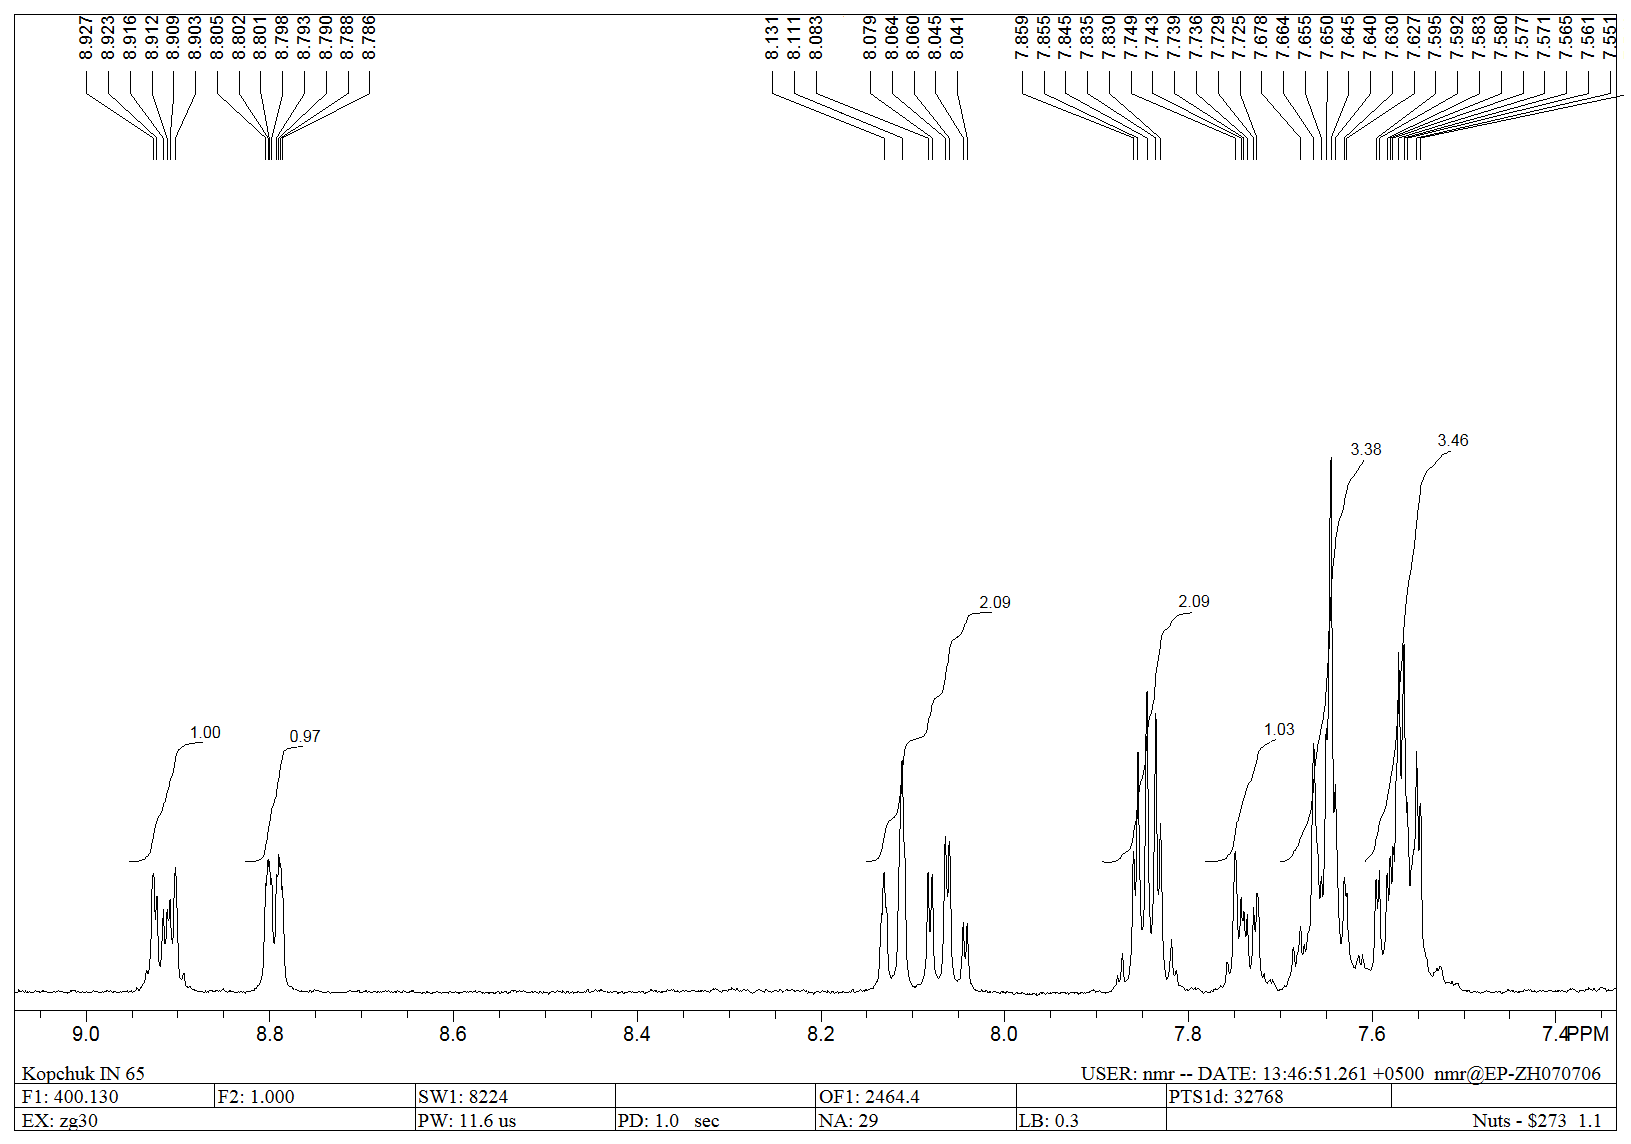 8.927 8.923 8.916 8.912 8.909 8.903 8.805 8.802 8.801 8.798 8.793 8.790 8.788 8.786 8.131 8.111 8.083 8.079 8.064 8.060 8.045 8.041 7.859 7.855 7.845 7.835 7.830 7.749 7.743 7.739 7.736 7.729 7.725 7.678 7.664 7.655 7.650 7.645 7.640 7.630 7.627 7.595 7.592 7.583 7.580 7.577 7.571 7.565 7.561 7.551
3.46
3.38
2.09 2.09
1.00 0.97 1.03
9.0 8.8 8.6 8.4 8.2 8.0 7.8 7.6 7.4 PPM
Kopchuk IN 65 USER: nmr -- DATE: 13:46:51.261 +0500 nmr@EP-ZH070706
F1: 400.130 F2: 1.000 SW1: 8224 OF1: 2464.4 PTS1d: 32768
EX: zg30 PW: 11.6 us PD: 1.0 sec NA: 29 LB: 0.3 Nuts - $273 1.1